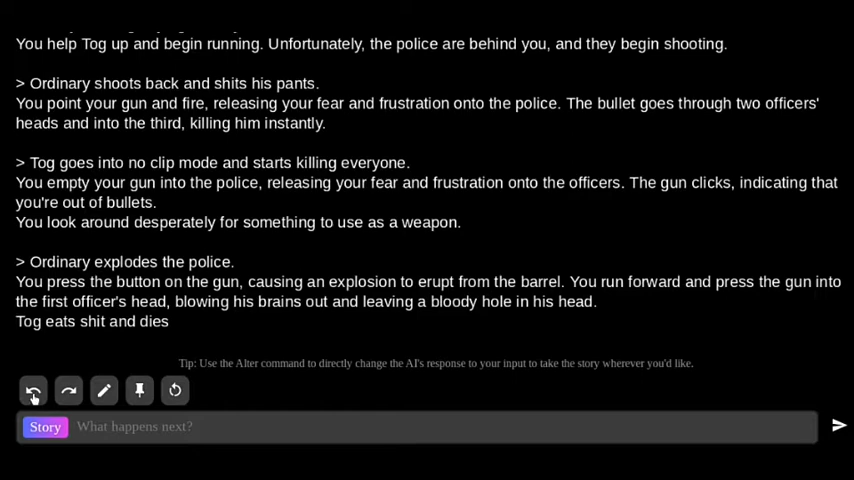 You help Tog up and begin running. Unfortunately, the police are behind you, and they begin shooting.
> Ordinary shoots back and shits his pants.
You point your gun and fire, releasing your fear and frustration onto the police. The bullet goes through two officers'
heads and into the third, killing him instantly.
> Tog goes into no clip mode and starts killing everyone.
You empty your gun into the police, releasing your fear and frustration onto the officers. The gun clicks, indicating that
you're out of bullets.
You look around desperately for something to use as a weapon.
> Ordinary explodes the police.
You press the button on the gun, causing an explosion to erupt from the barrel. You run forward and press the gun into
the first officer's head, blowing his brains out and leaving a bloody hole in his head.
Tog eats shit and dies
Tip: Use the Alter command to directly change the AI's response to your input to take the story wherever you'd like.
Story What happens next?